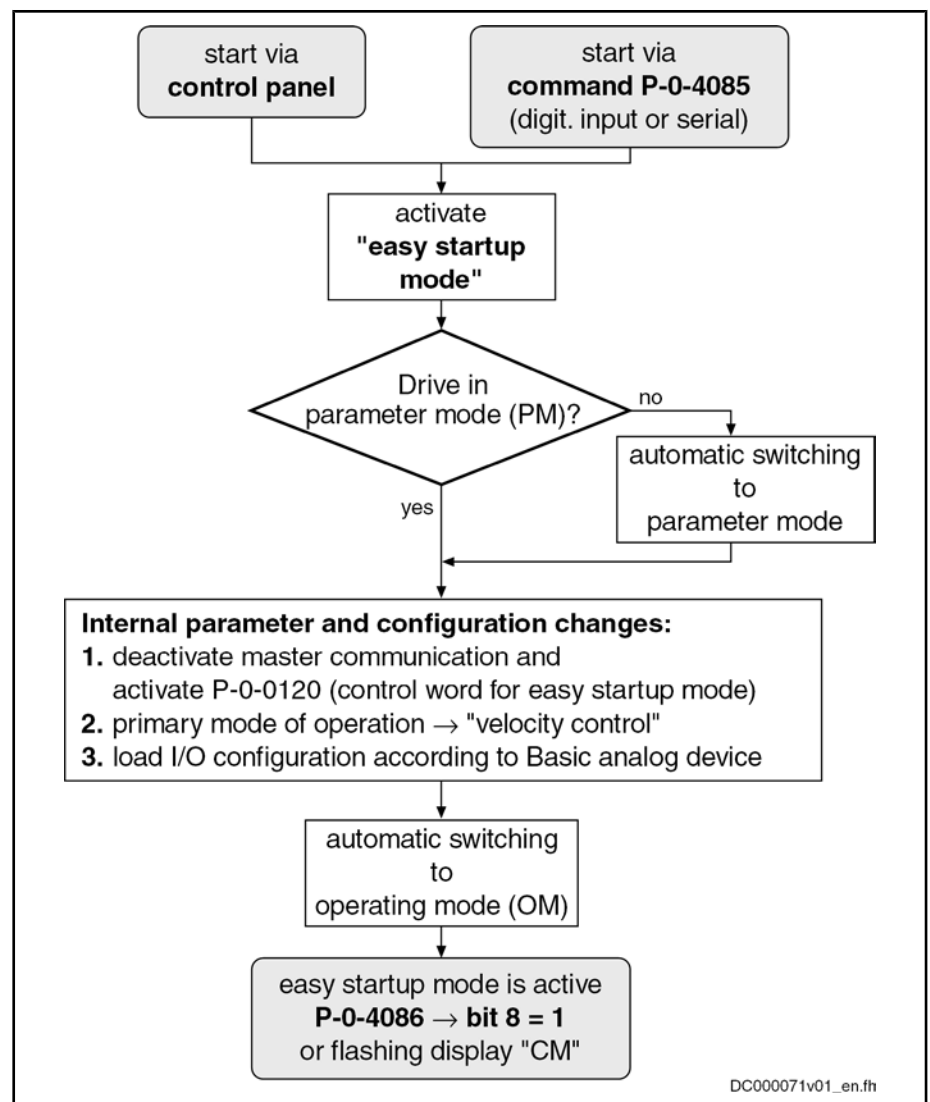 start via
control panel
start via
command P-0-4085
(digit. input or serial)
activate
"easy startup
mode"
Drive in
parameter mode (PM)?
no
automatic switching
to
parameter mode
yes
Internal parameter and configuration changes:
1. deactivate master communication and
activate P-0-0120 (control word for easy startup mode)
2. primary mode of operation → "velocity control"
3. load I/O configuration according to Basic analog device
automatic switching
to
operating mode (OM)
easy startup mode is active
P-0-4086 → bit 8 = 1
or flashing display "CM"
DC000071v01_en.fh